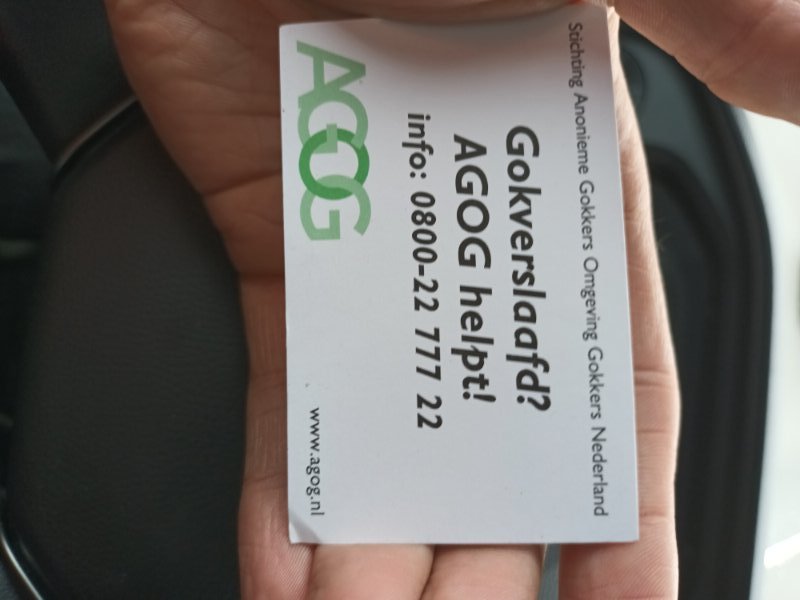 Stichting Anonieme Gokkers Omgeving Gokkers Nederland
Gokverslaafd?
AGOG helpt!
info: 0800-22 777 22
AGOG
www.agog.nl